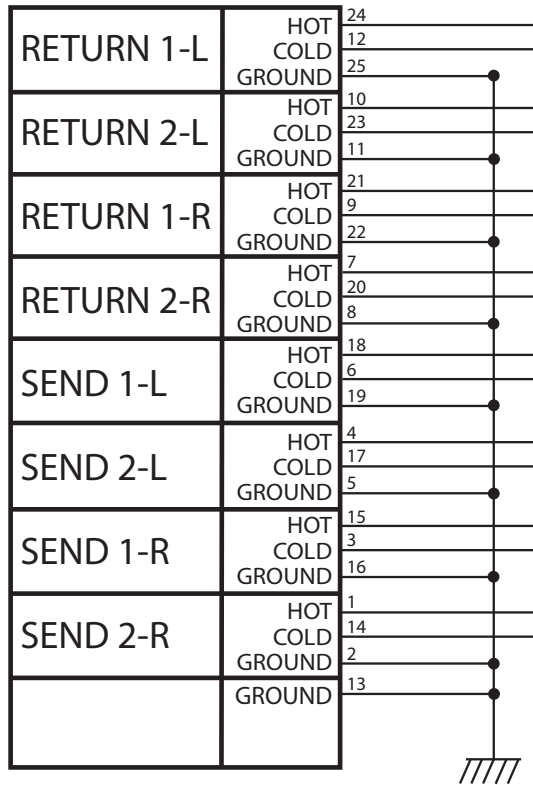 RETURN 1-L
HOT 24
COLD 12
GROUND 25
RETURN 2-L
HOT 10
COLD 23
GROUND 11
RETURN 1-R
HOT 21
COLD 9
GROUND 22
RETURN 2-R
HOT 7
COLD 20
GROUND 8
SEND 1-L
HOT 18
COLD 6
GROUND 19
SEND 2-L
HOT 4
COLD 17
GROUND 5
SEND 1-R
HOT 15
COLD 3
GROUND 16
SEND 2-R
HOT 1
COLD 14
GROUND 2
GROUND 13